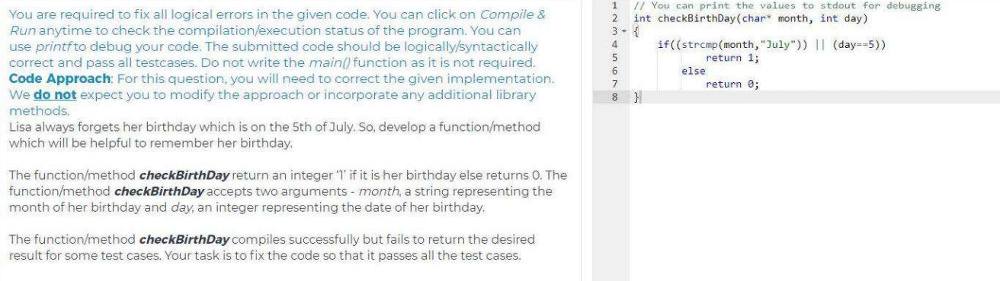 You are required to fix all logical errors in the given code. You can click on Compile &
Run anytime to check the compilation/execution status of the program. You can
use printf to debug your code. The submitted code should be logically/syntactically
correct and pass all testcases. Do not write the main() function as it is not required.
Code Approach: For this question, you will need to correct the given implementation.
We do not expect you to modify the approach or incorporate any additional library
methods.
Lisa always forgets her birthday which is on the 5th of July. So, develop a function/method
which will be helpful to remember her birthday.
The function/method checkBirthDay return an integer '1' if it is her birthday else returns 0. The
function/method checkBirthDay accepts two arguments - month, a string representing the
month of her birthday and day, an integer representing the date of her birthday.
The function/method checkBirthDay compiles successfully but fails to return the desired
result for some test cases. Your task is to fix the code so that it passes all the test cases.
1 // You can print the values to stdout for debugging
2 int checkBirthDay(char* month, int day)
3 {
4 if((strcmp(month,"July")) || (day==5))
5 return 1;
6 else
7 return 0;
8 }